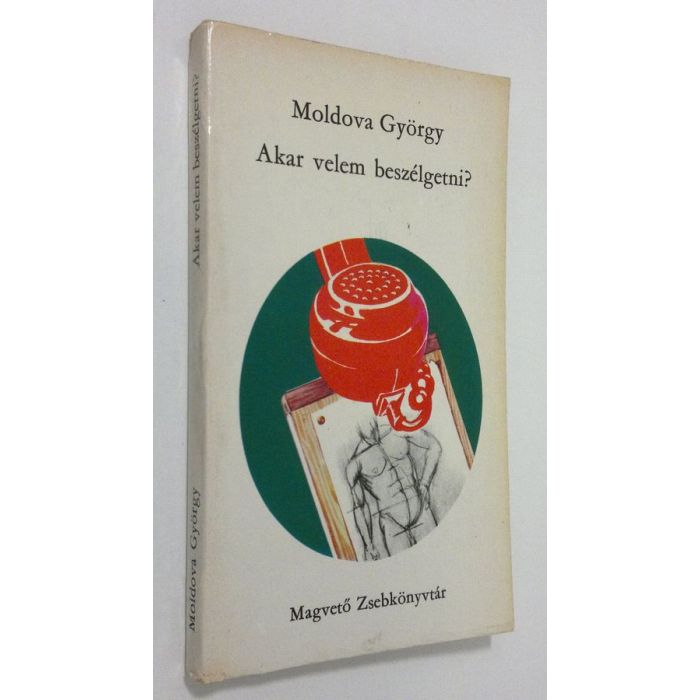 Moldova György
Akar velem beszélgetni?
Magvető Zsebkönyvtár
Akar velem beszélgetni?
Moldova György